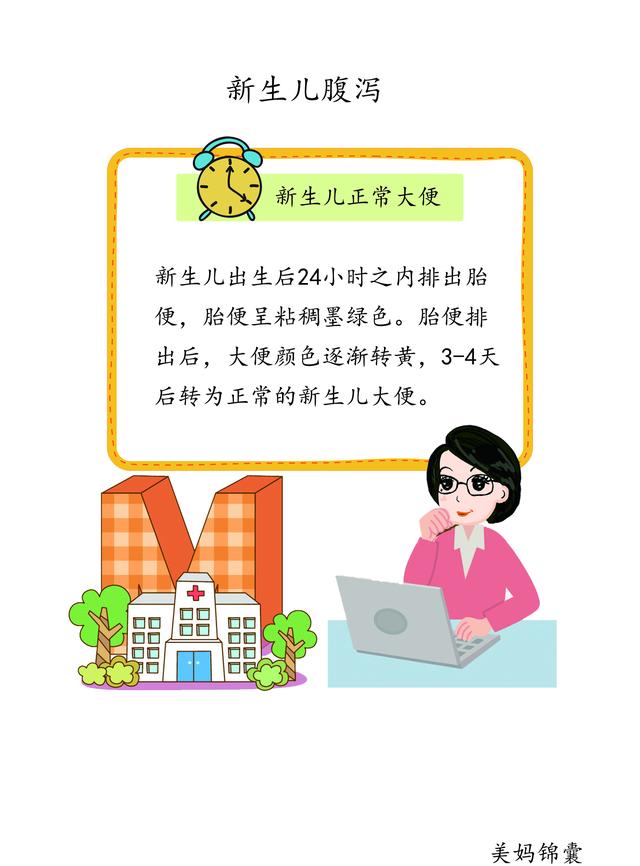 新生儿腹泻
新生儿正常大便
新生儿出生后24小时之内排出胎
便，胎便呈粘稠墨绿色。胎便排
出后，大便颜色逐渐转黄，3-4天
后转为正常的新生儿大便。
美妈锦囊